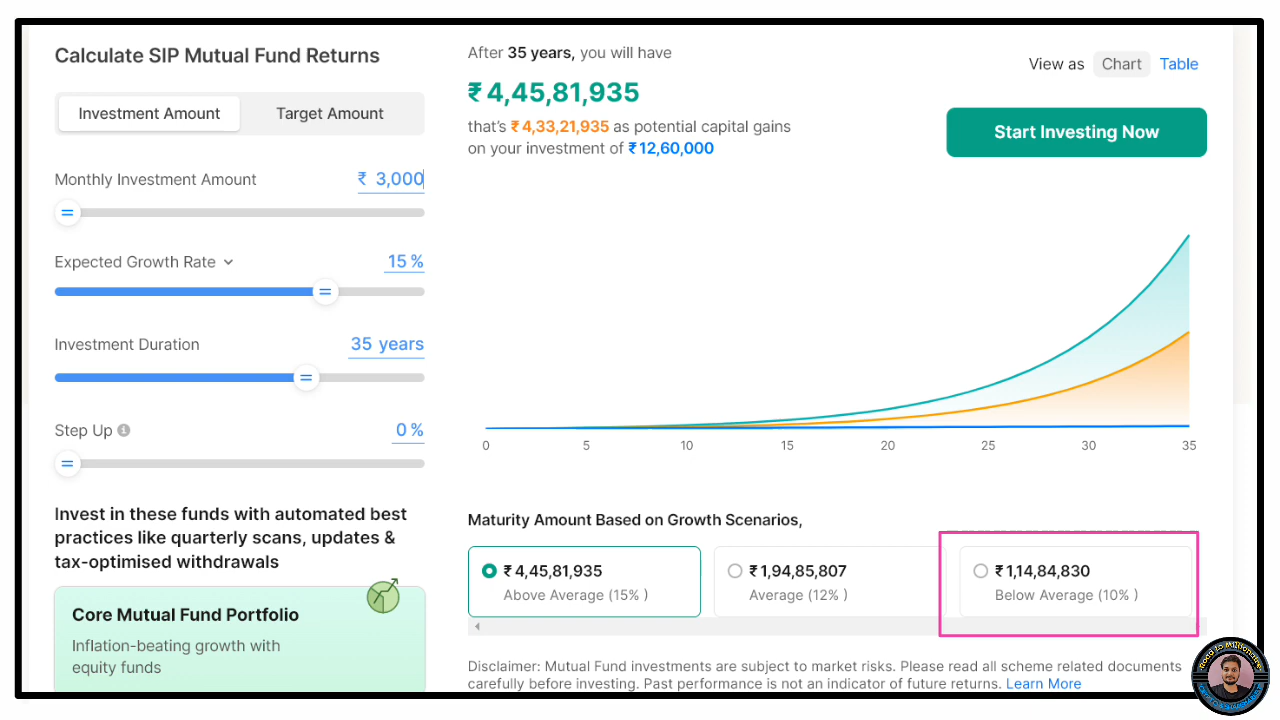 Calculate SIP Mutual Fund Returns
Investment Amount
Target Amount
Monthly Investment Amount
₹ 3,000
Expected Growth Rate
15 %
Investment Duration
35 years
Step Up
0 %
Invest in these funds with automated best
practices like quarterly scans, updates &
tax-optimised withdrawals
Core Mutual Fund Portfolio
Inflation-beating growth with
equity funds
After 35 years, you will have
₹ 4,45,81,935
that's ₹ 4,33,21,935 as potential capital gains
on your investment of ₹ 12,60,000
View as Chart Table
Start Investing Now
0 5 10 15 20 25 30 35
Maturity Amount Based on Growth Scenarios,
₹ 4,45,81,935
Above Average (15% )
₹ 1,94,85,807
Average (12% )
₹ 1,14,84,830
Below Average (10% )
Disclaimer: Mutual Fund investments are subject to market risks. Please read all scheme related documents
carefully before investing. Past performance is not an indicator of future returns. Learn More